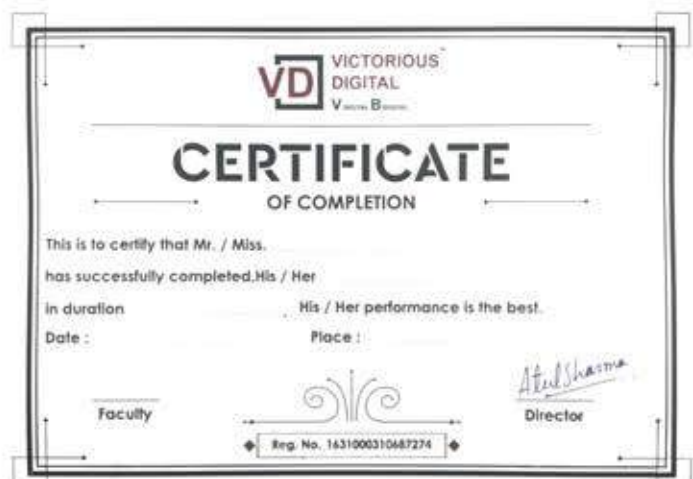 VD
VICTORIOUS™
DIGITAL
CERTIFICATE
OF COMPLETION
This is to certify that Mr. / Miss.
has successfully completed.His / Her
in duration . His / Her performance is the best.
Date : Place :
Atul Sharma
Faculty Director
Reg. No. 1631000310687274